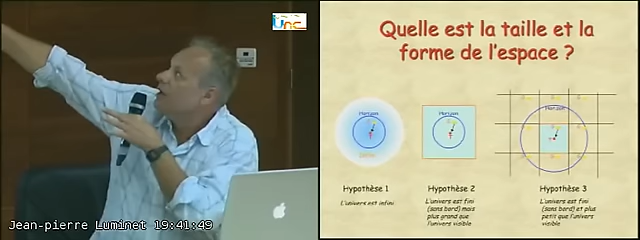 Unc
Quelle est la taille et la
forme de l'espace ?
Horizon
Horizon
Horizon
Hypothèse 1
Hypothèse 2
Hypothèse 3
L'univers est infini
L'univers est fini
(sans bord) mais
plus grand que
l'univers visible
L'univers est fini
(sans bord) et plus
petit que l'univers
visible
Jean-pierre Luminet 19:41:49